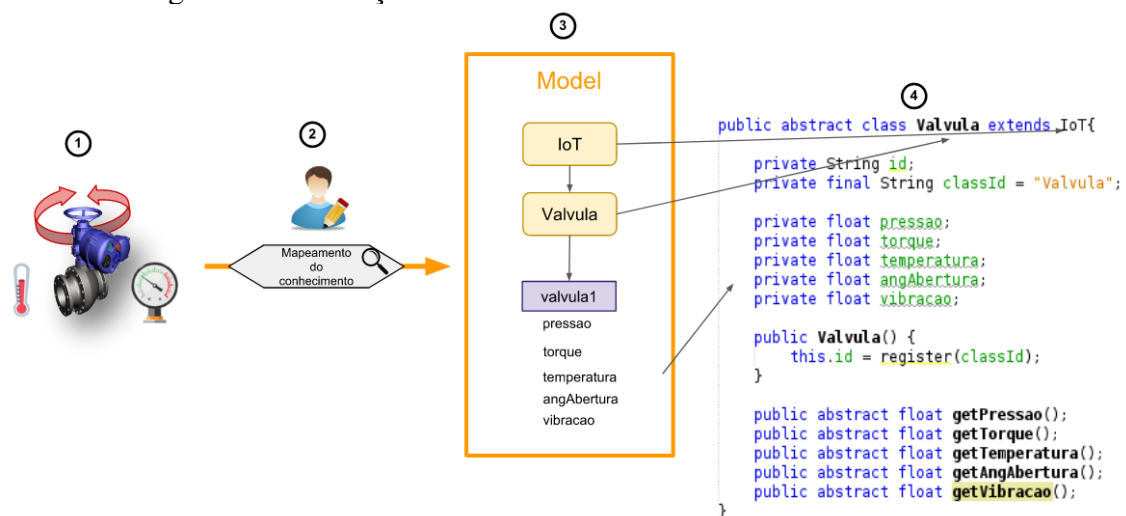 3
Model
1
2
4
Mapeamento
do
conhecimento
IoT
Valvula
valvula1
pressao
torque
temperatura
angAbertura
vibracao
public abstract class Valvula extends IoT{
private String id;
private final String classId = "Valvula";
private float pressao;
private float torque;
private float temperatura;
private float angAbertura;
private float vibracao;
public Valvula() {
this.id = register(classId);
}
public abstract float getPressao();
public abstract float getTorque();
public abstract float getTemperatura();
public abstract float getAngAbertura();
public abstract float getVibracao();
}